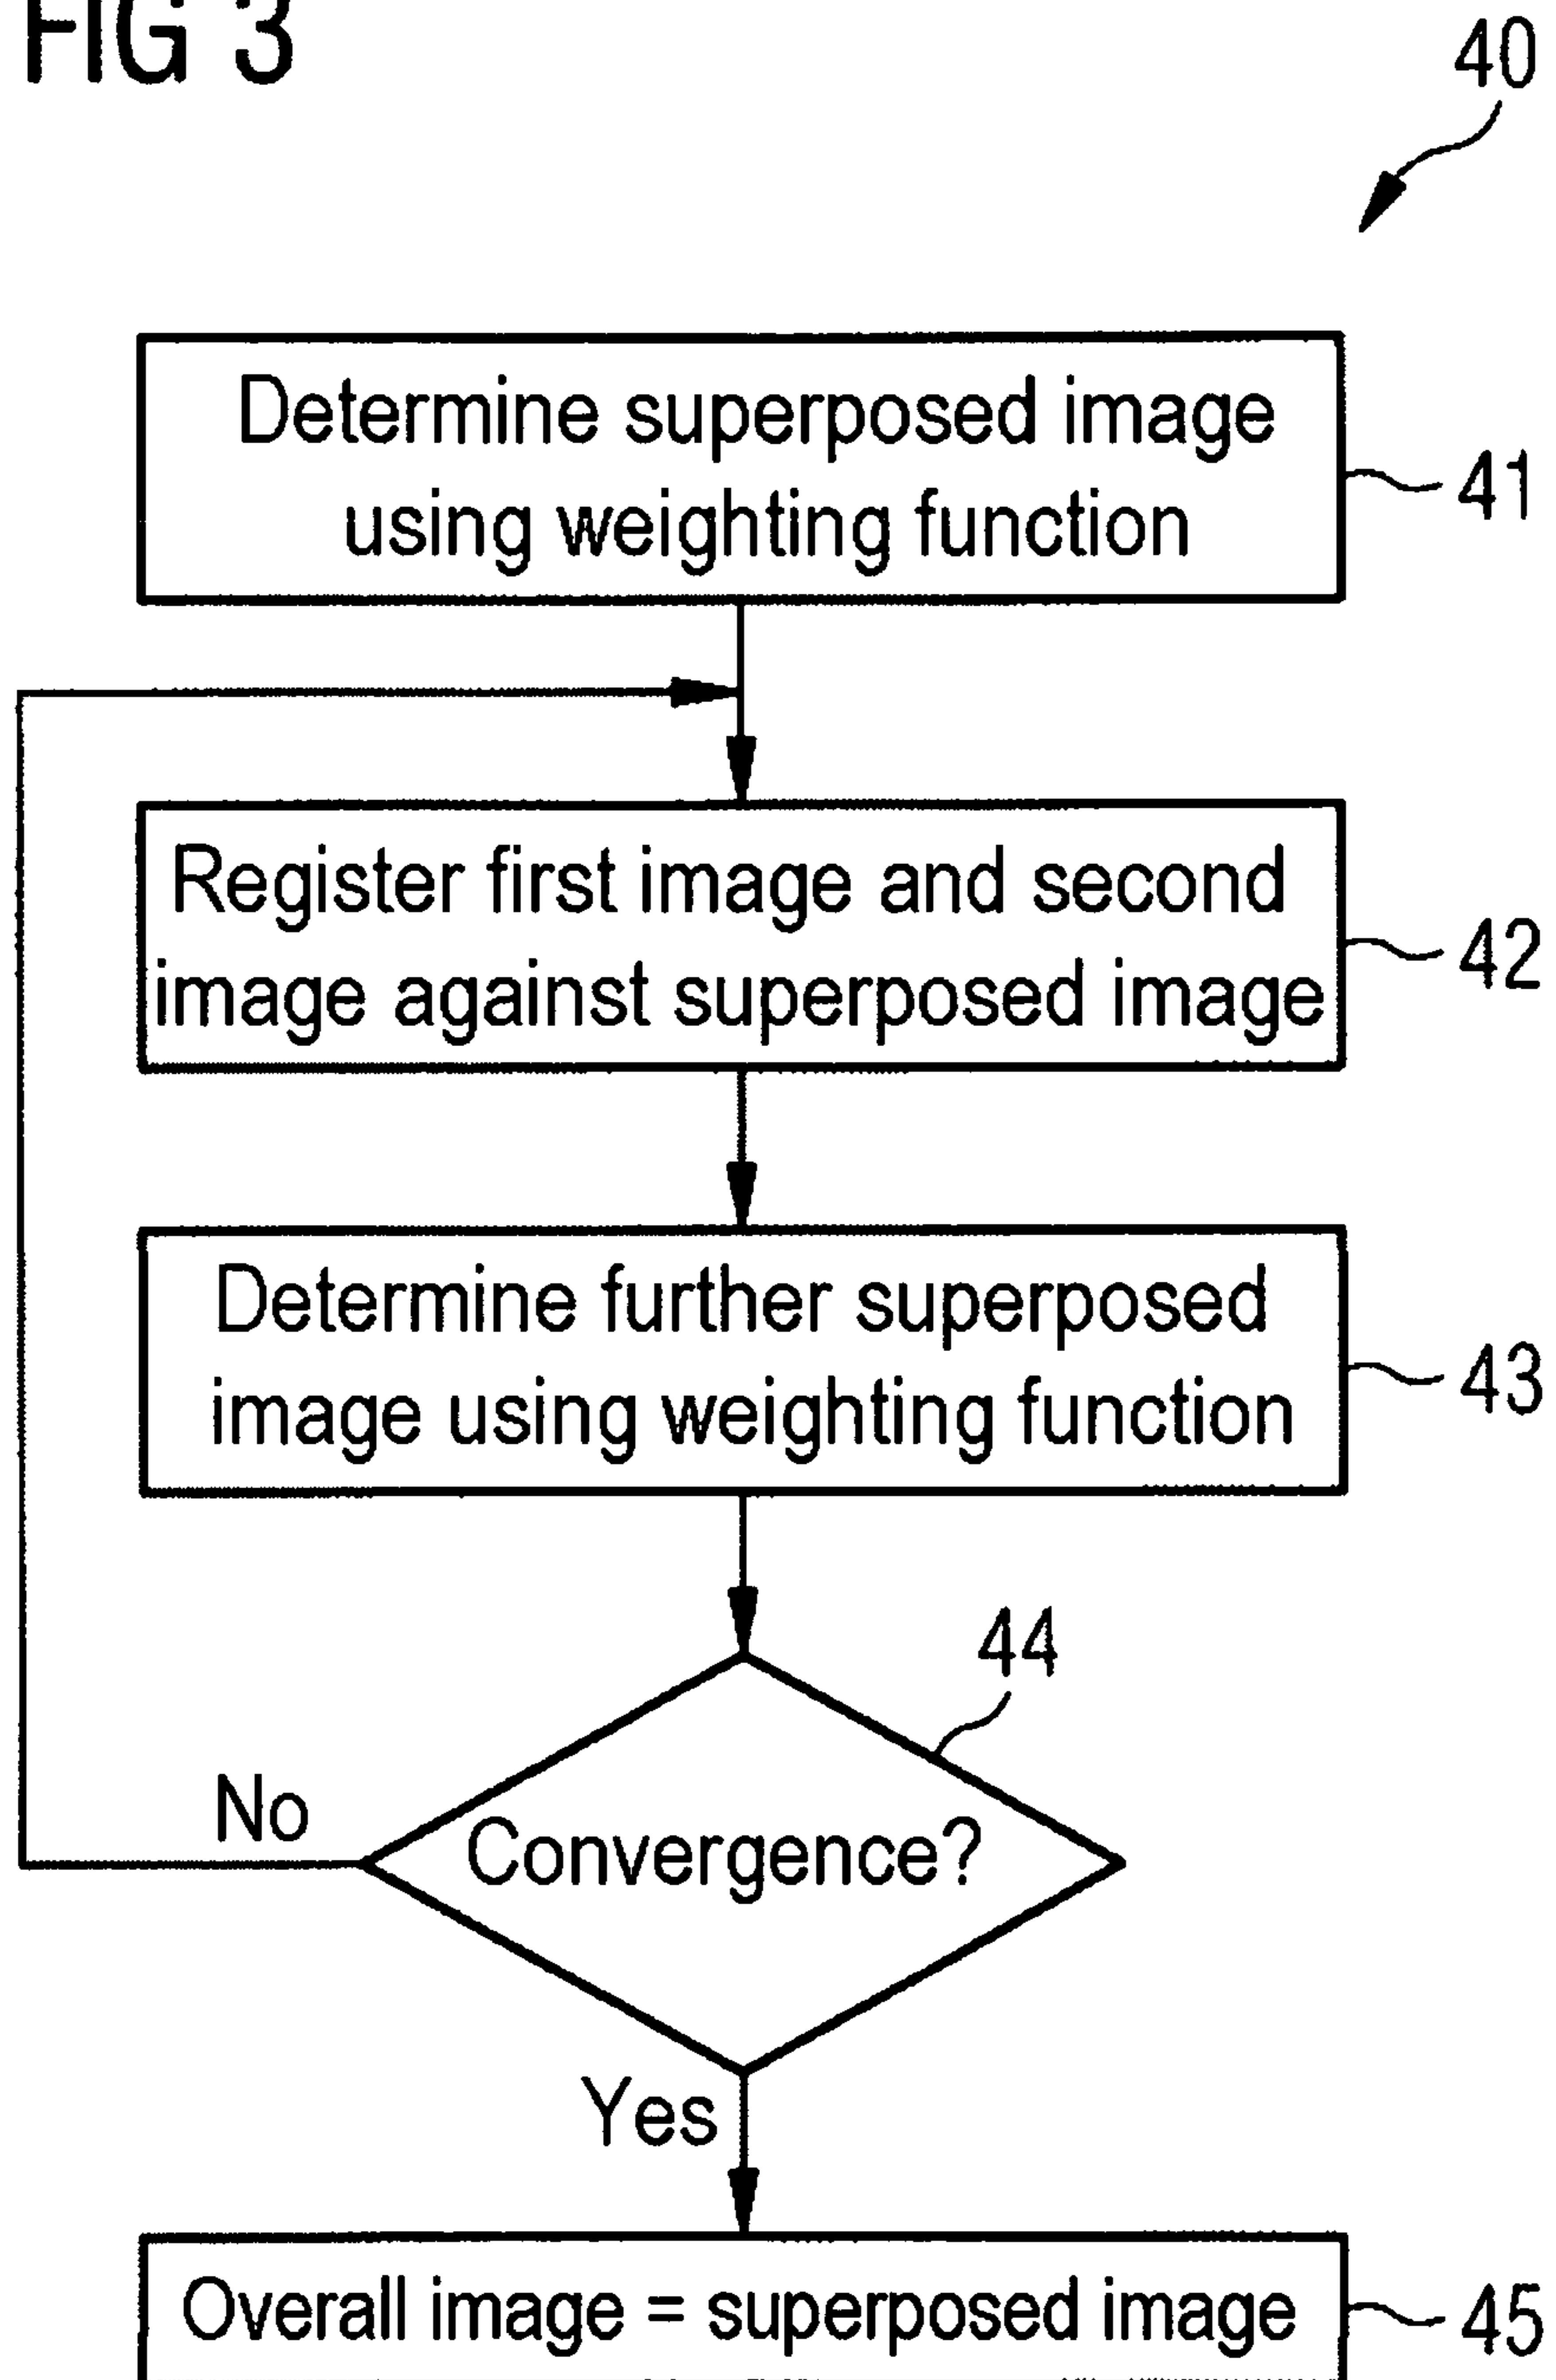 FIG 3
40
Determine superposed image
using weighting function
41
Register first image and second
image against superposed image
42
Determine further superposed
image using weighting function
43
44
No
Convergence?
Yes
Overall image = superposed image
45